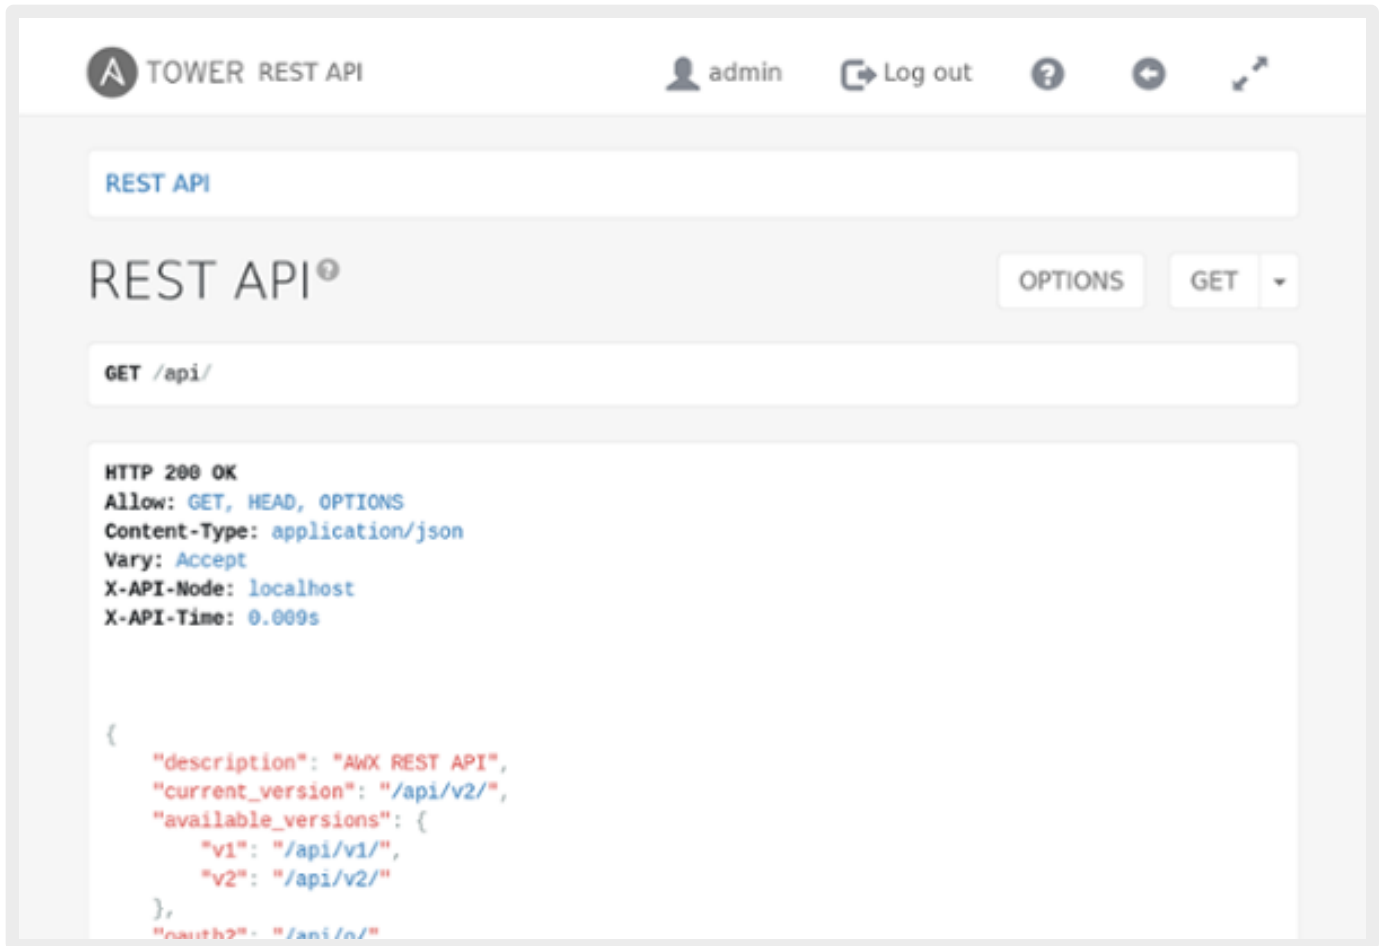 A TOWER REST API admin Log out ?
REST API
REST API ? OPTIONS GET
GET /api/
HTTP 200 OK
Allow: GET, HEAD, OPTIONS
Content-Type: application/json
Vary: Accept
X-API-Node: localhost
X-API-Time: 0.009s
{
"description": "AWX REST API",
"current_version": "/api/v2/",
"available_versions": {
"v1": "/api/v1/",
"v2": "/api/v2/"
},
"oauth2": "/api/o/"